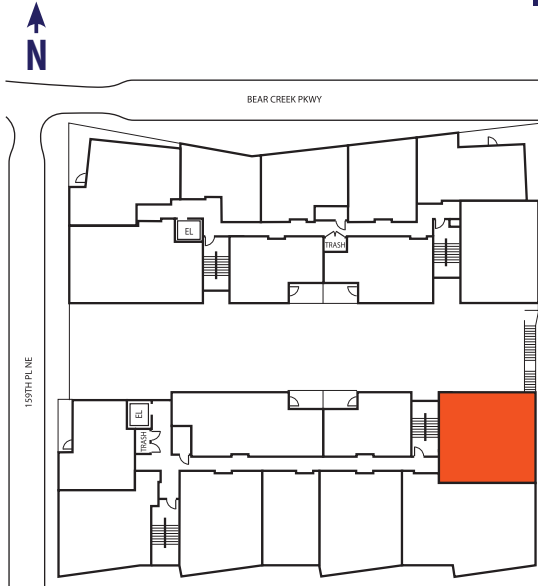 N
BEAR CREEK PKWY
EL
TRASH
159TH PL NE
EL
TRASH